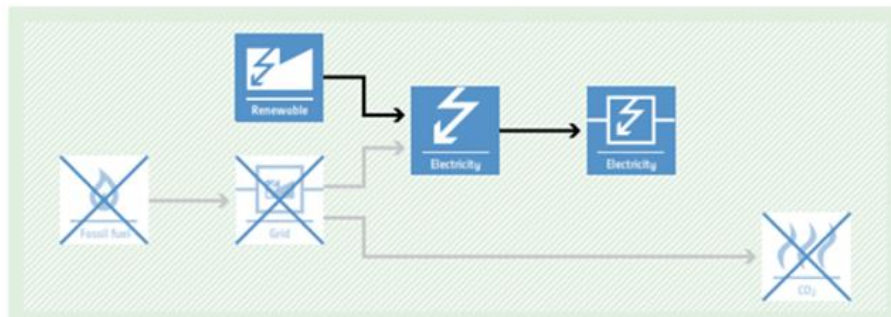 Renewable
Electricity
Electricity
Fossil fuel
Grid
CO₂